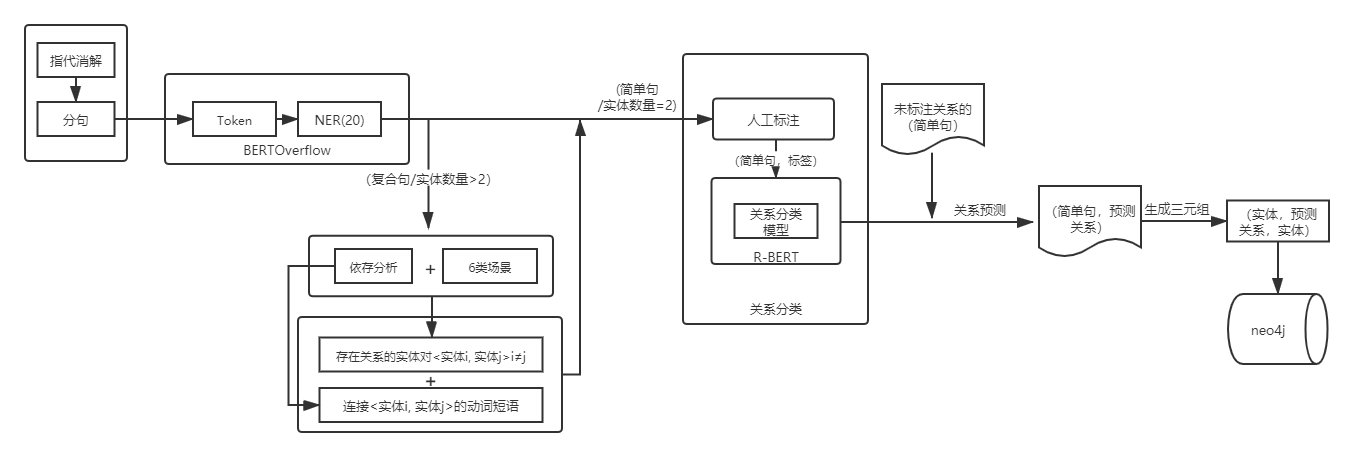 指代消解
分句
Token
NER(20)
BERTOverflow
(复合句/实体数量>2)
依存分析
+
6类场景
存在关系的实体对<实体i, 实体j>i≠j
+
连接<实体i, 实体j>的动词短语
(简单句
/实体数量=2)
人工标注
(简单句，标签)
关系分类
模型
R-BERT
关系分类
未标注关系的
(简单句)
关系预测
(简单句，预测
关系)
生成三元组
(实体，预测
关系，实体)
neo4j